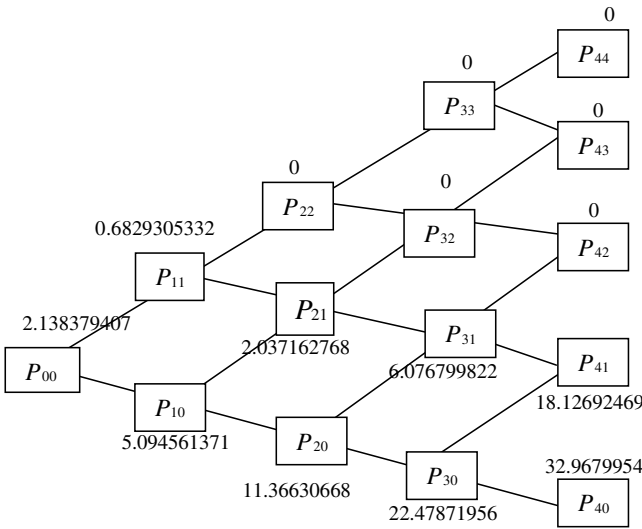 0
P44
0
P33
0
P43
0
P22
0
P32
0
P42
0.6829305332
P11
P21
2.138379407
2.037162768
P31
6.076799822
P00
P41
18.12692469
P10
5.094561371
P20
11.36630668
P30
22.47871956
32.9679954
P40